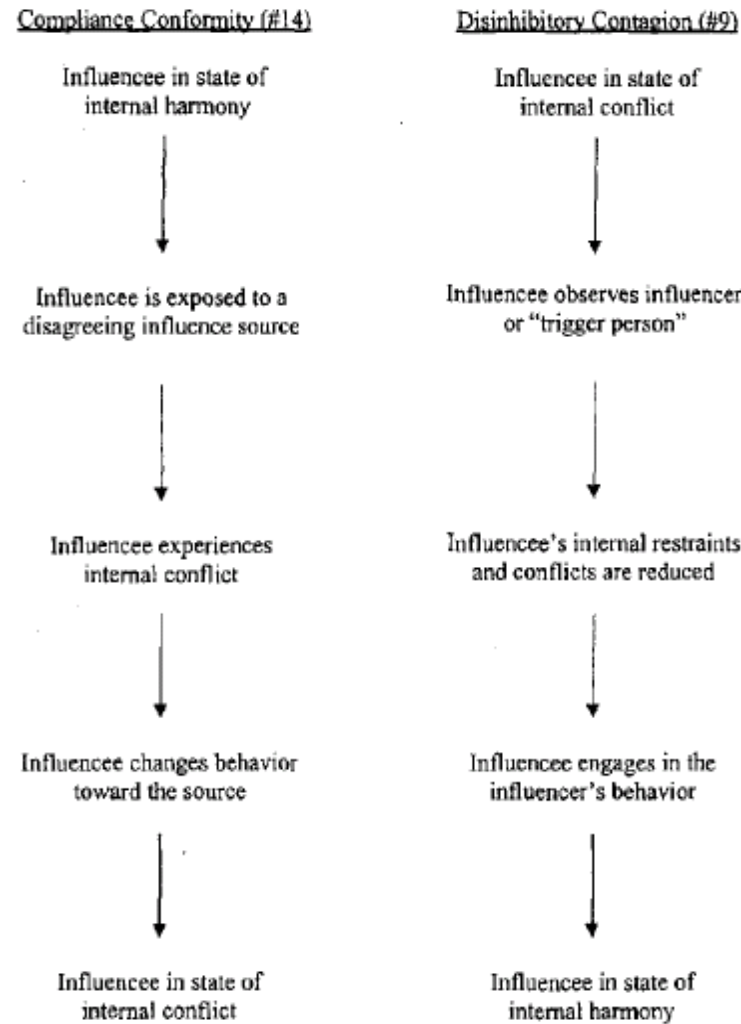 Compliance Conformity (#14)
Influencee in state of
internal harmony
Influencee is exposed to a
disagreeing influence source
Influencee experiences
internal conflict
Influencee changes behavior
toward the source
Influencee in state of
internal conflict
Disinhibitory Contagion (#9)
Influencee in state of
internal conflict
Influencee observes influencer
or “trigger person”
Influencee's internal restraints
and conflicts are reduced
Influencee engages in the
influencer's behavior
Influencee in state of
internal harmony